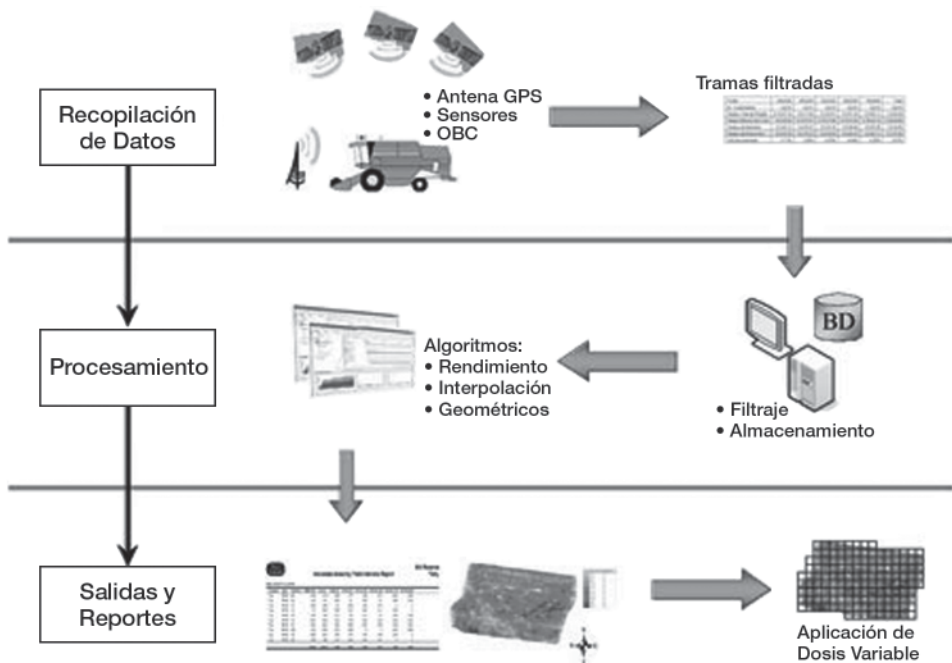 Recopilación
de Datos
• Antena GPS
• Sensores
• OBC
Tramas filtradas
Procesamiento
Algoritmos:
• Rendimiento
• Interpolación
• Geométricos
BD
• Filtraje
• Almacenamiento
Salidas y
Reportes
Aplicación de
Dosis Variable